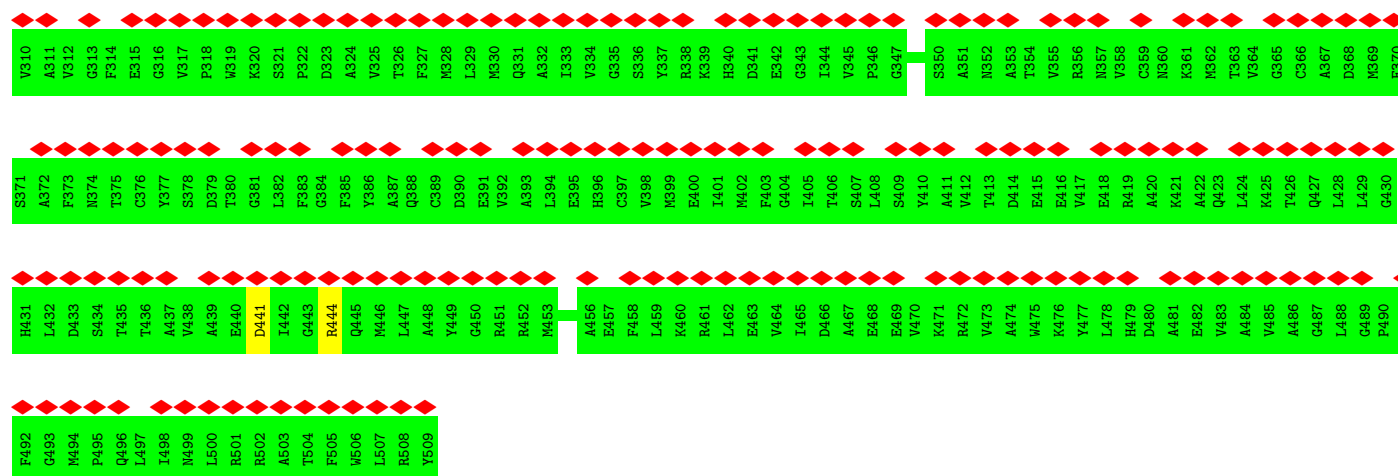 V310 A311 V312 G313 F314 E315 G316 V317 P318 W319 K320 S321 P322 D323 A324 V325 T326 F327 M328 L329 M330 Q331 A332 I333 V334 G335 S336 Y337 R338 K339 H340 D341 E342 G343 I344 V345 P346 G347 S350 A351 N352 A353 T354 V355 R356 N357 V358 C359 N360 K361 M362 T363 V364 G365 C366 A367 D368 M369
S371 A372 F373 N374 T375 C376 Y377 S378 D379 T380 G381 L382 F383 G384 F385 Y386 A387 Q388 C389 D390 E391 V392 A393 L394 E395 H396 C397 V398 M399 E400 I401 M402 F403 G404 I405 T406 S407 L408 S409 Y410 A411 V412 T413 D414 E415 E416 V417 E418 R419 A420 K421 A422 Q423 L424 K425 T426 Q427 L428 L429 G430
H431 L432 D433 S434 T435 T436 A437 V438 A439 E440 D441 I442 G443 R444 Q445 M446 L447 A448 Y449 G450 R451 R452 M453 A456 E457 F458 L459 K460 R461 L462 E463 V464 I465 D466 A467 E468 E469 V470 K471 R472 V473 A474 W475 K476 Y477 L478 H479 D480 A481 E482 V483 A484 V485 A486 G487 L488 G489 P490
F492 G493 M494 P495 Q496 L497 I498 N499 L500 R501 R502 A503 T504 F505 W506 L507 R508 Y509